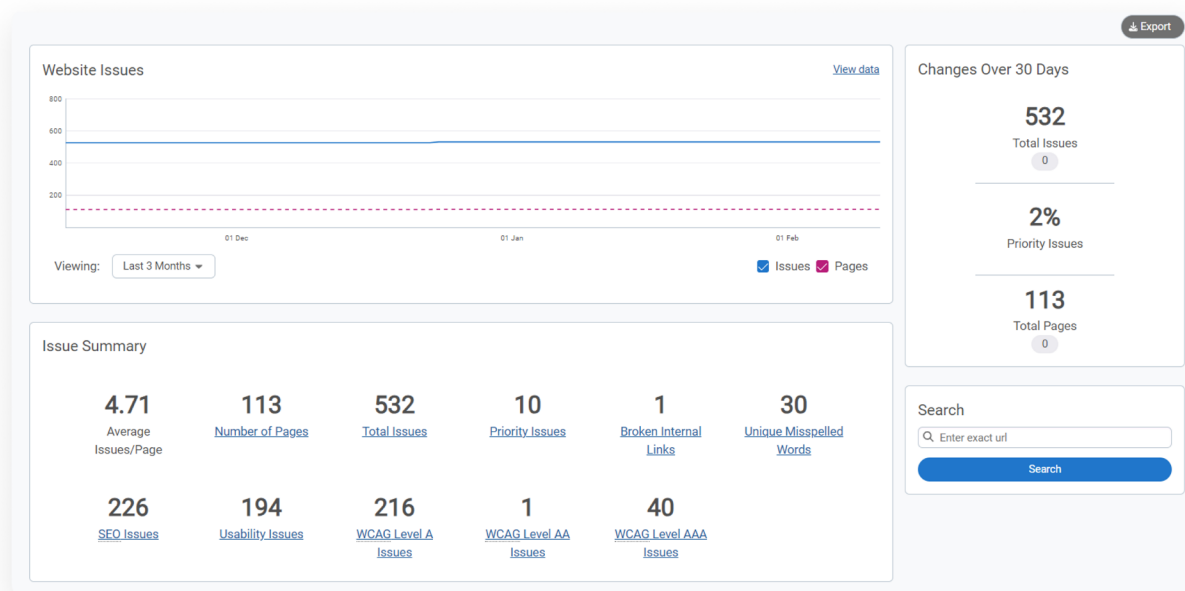 Export
Website Issues
View data
800
600
400
200
01 Dec 01 Jan 01 Feb
Viewing: Last 3 Months Issues Pages
Changes Over 30 Days
532
Total Issues
0
2%
Priority Issues
113
Total Pages
0
Issue Summary
4.71 113 532 10 1 30
Average Number of Pages Total Issues Priority Issues Broken Internal Unique Misspelled
Issues/Page Links Words
226 194 216 1 40
SEO Issues Usability Issues WCAG Level A WCAG Level AA WCAG Level AAA
Issues Issues Issues
Search
Enter exact url
Search